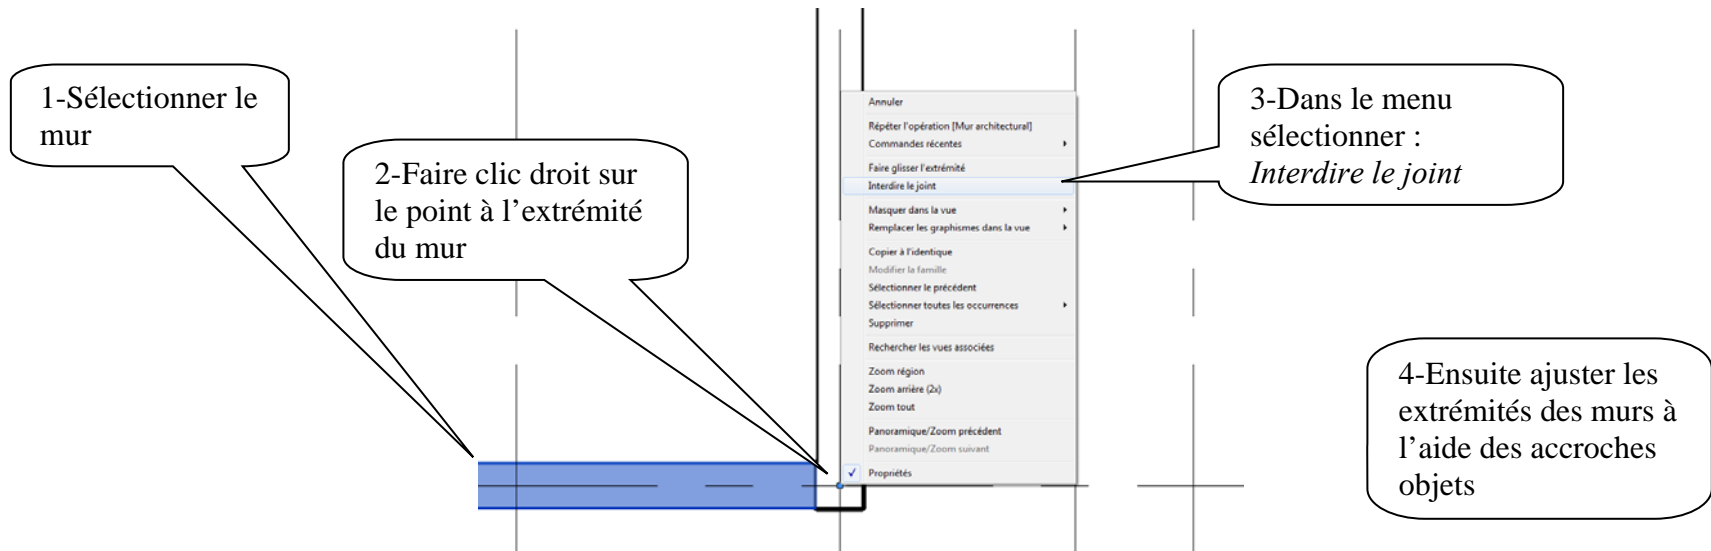 1-Sélectionner le
mur
2-Faire clic droit sur
le point à l’extrémité
du mur
Annuler
Répéter l'opération [Mur architectural]
Commandes récentes
Faire glisser l'extrémité
Interdire le joint
Masquer dans la vue
Remplacer les graphismes dans la vue
Copier à l'identique
Modifier la famille
Sélectionner le précédent
Sélectionner toutes les occurrences
Supprimer
Rechercher les vues associées
Zoom région
Zoom arrière (2x)
Zoom tout
Panoramique/Zoom précédent
Panoramique/Zoom suivant
Propriétés
3-Dans le menu
sélectionner :
Interdire le joint
4-Ensuite ajuster les
extrémités des murs à
l’aide des accroches
objets